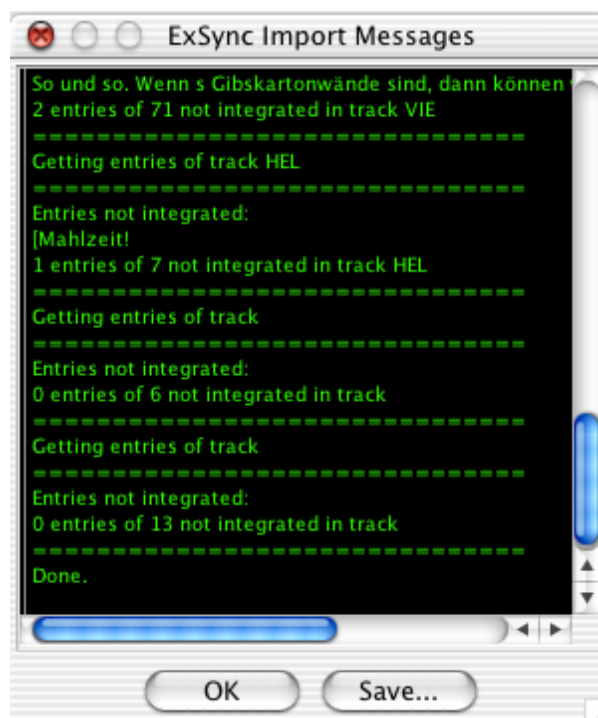 ExSync Import Messages
So und so. Wenn s Gibskartonwände sind, dann können
2 entries of 71 not integrated in track VIE
===============================
Getting entries of track HEL
===============================
Entries not integrated:
[Mahlzeit!
1 entries of 7 not integrated in track HEL
===============================
Getting entries of track
===============================
Entries not integrated:
0 entries of 6 not integrated in track
===============================
Getting entries of track
===============================
Entries not integrated:
0 entries of 13 not integrated in track
===============================
Done.
OK Save...